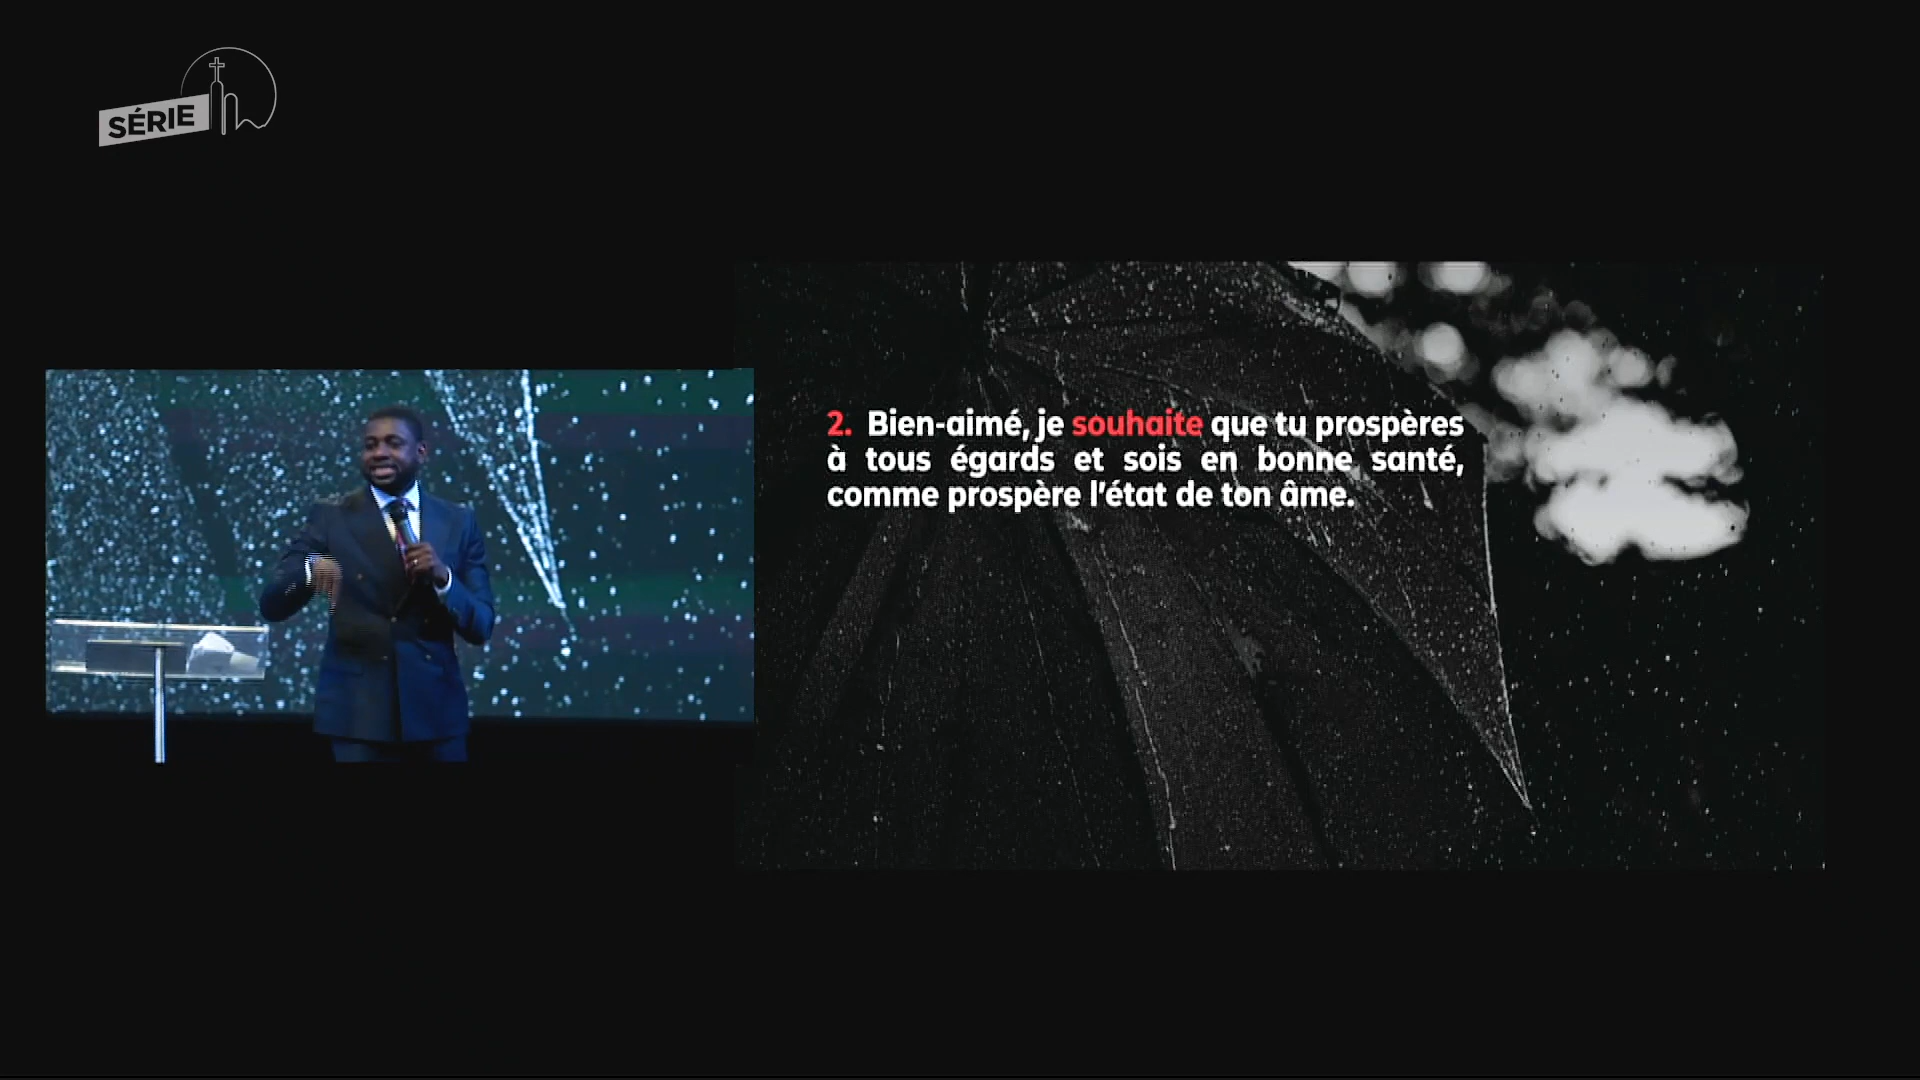 SÉRIE
2. Bien-aimé, je souhaite que tu prospères
à tous égards et sois en bonne santé,
comme prospère l'état de ton âme.